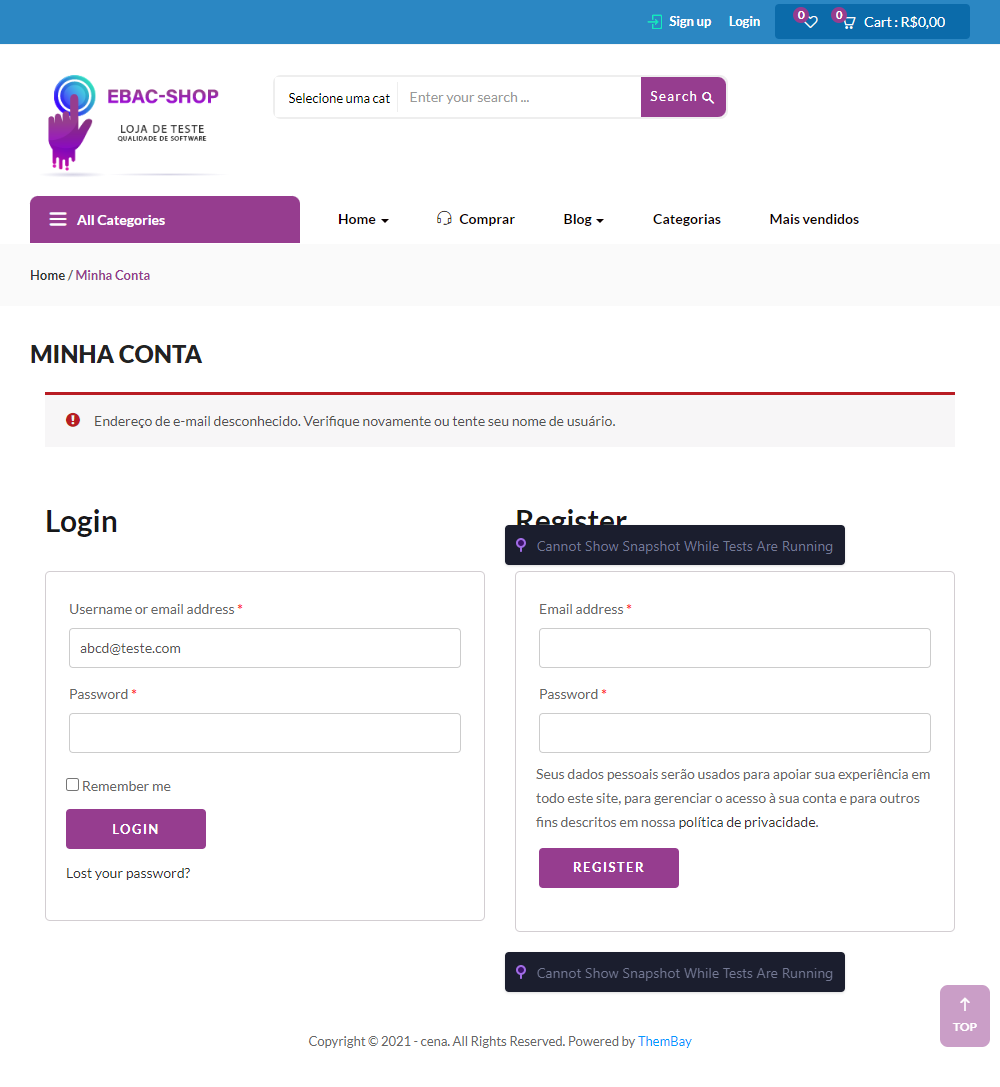 Sign up Login 0 0 Cart : R$0,00
EBAC-SHOP
LOJA DE TESTE
QUALIDADE DE SOFTWARE
Selecione uma cat Enter your search ... Search
All Categories Home Comprar Blog Categorias Mais vendidos
Home / Minha Conta
MINHA CONTA
Endereço de e-mail desconhecido. Verifique novamente ou tente seu nome de usuário.
Login
Username or email address *
abcd@teste.com
Password *
Remember me
LOGIN
Lost your password?
Register
Cannot Show Snapshot While Tests Are Running
Email address *
Password *
Seus dados pessoais serão usados para apoiar sua experiência em
todo este site, para gerenciar o acesso à sua conta e para outros
fins descritos em nossa política de privacidade.
REGISTER
Cannot Show Snapshot While Tests Are Running
TOP
Copyright © 2021 - cena. All Rights Reserved. Powered by ThemBay